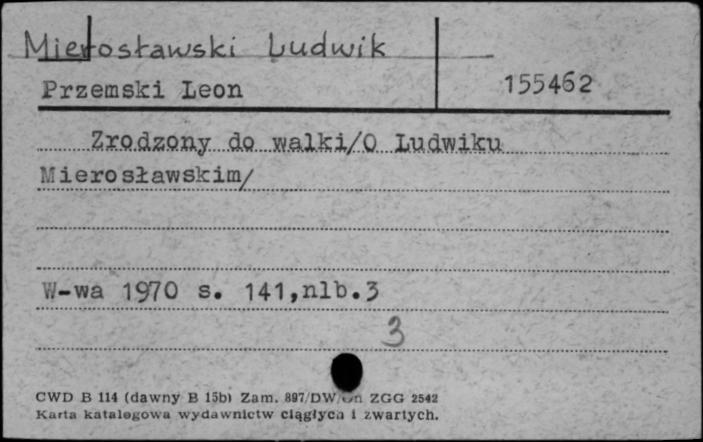 Mierosławski Ludwik
Przemski Leon 155462
Zrodzony do walki/O Ludwiku
Mierosławskim/
W-wa 1970 s. 141,nlb.3
3
CWD B 114 (dawny B 15b) Zam. 897/DW ZGG 2542
Karta katalogowa wydawnictw ciągłych i zwartych.